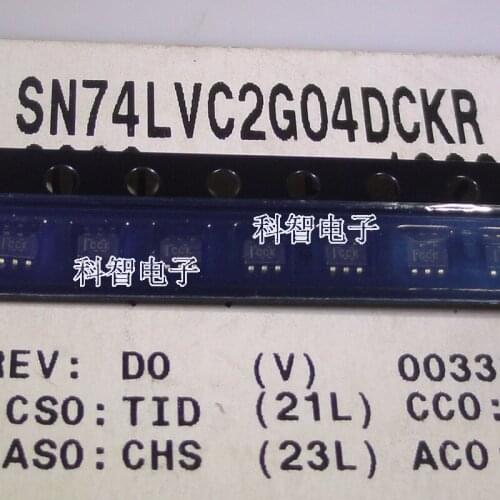 SN74LVC2G04DCKR
科智电子
科智电子
REV: DO (V) 0033
CSO: TID (21L) CCO:
ASO: CHS (23L) ACO